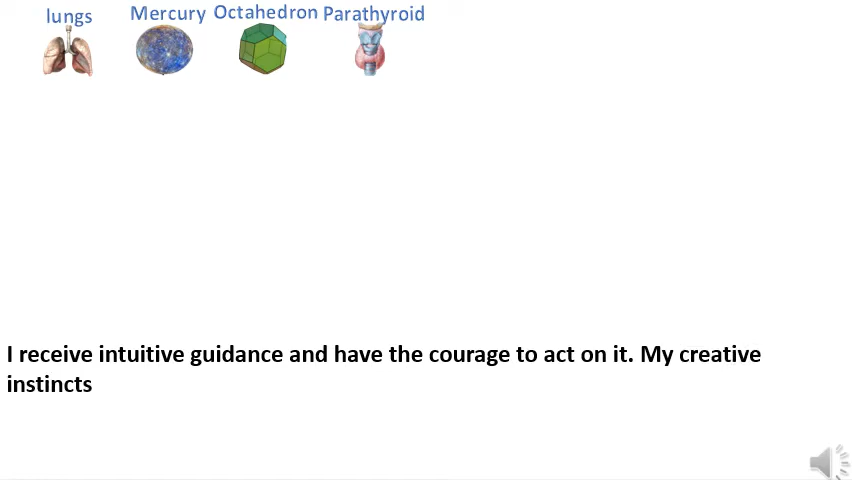 lungs Mercury Octahedron Parathyroid
I receive intuitive guidance and have the courage to act on it. My creative
instincts